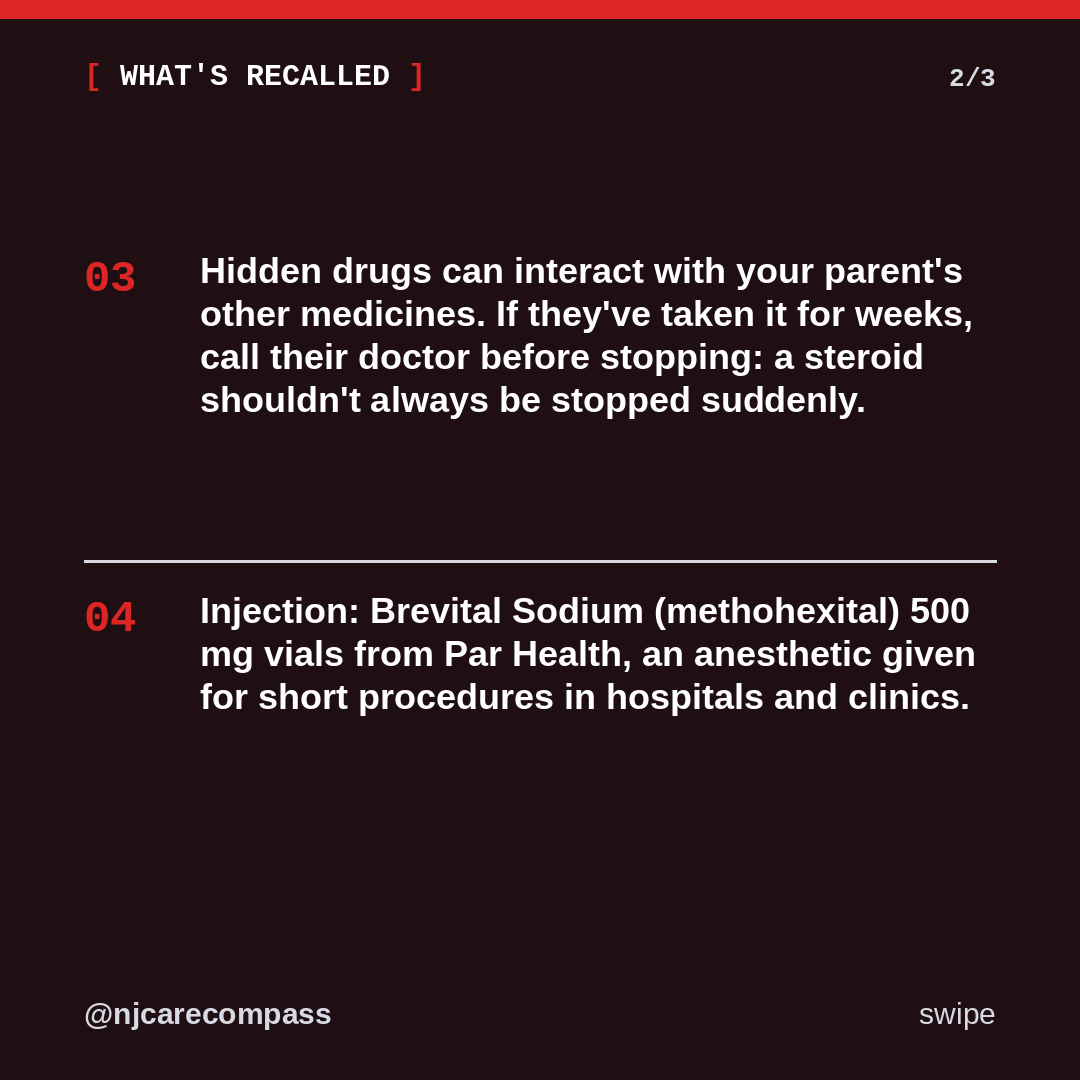 [ WHAT'S RECALLED ]
2/3
03
Hidden drugs can interact with your parent's
other medicines. If they've taken it for weeks,
call their doctor before stopping: a steroid
shouldn't always be stopped suddenly.
04
Injection: Brevital Sodium (methohexital) 500
mg vials from Par Health, an anesthetic given
for short procedures in hospitals and clinics.
@njcarecompass
swipe